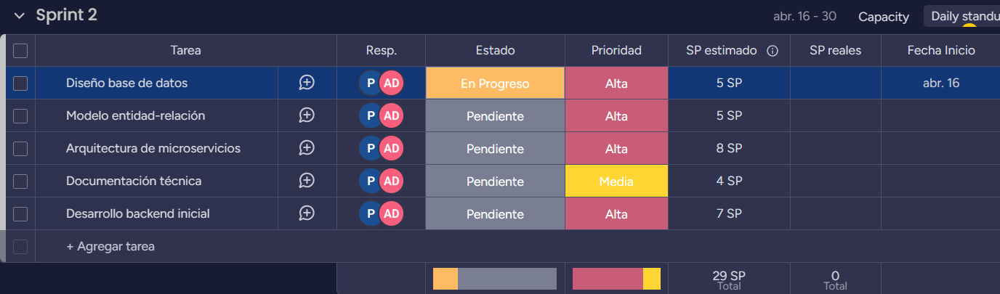 Sprint 2 abr. 16 - 30 Capacity Daily standu
Tarea Resp. Estado Prioridad SP estimado SP reales Fecha Inicio
Diseño base de datos P AD En Progreso Alta 5 SP abr. 16
Modelo entidad-relación P AD Pendiente Alta 5 SP
Arquitectura de microservicios P AD Pendiente Alta 8 SP
Documentación técnica P AD Pendiente Media 4 SP
Desarrollo backend inicial P AD Pendiente Alta 7 SP
+ Agregar tarea
29 SP 0
Total Total